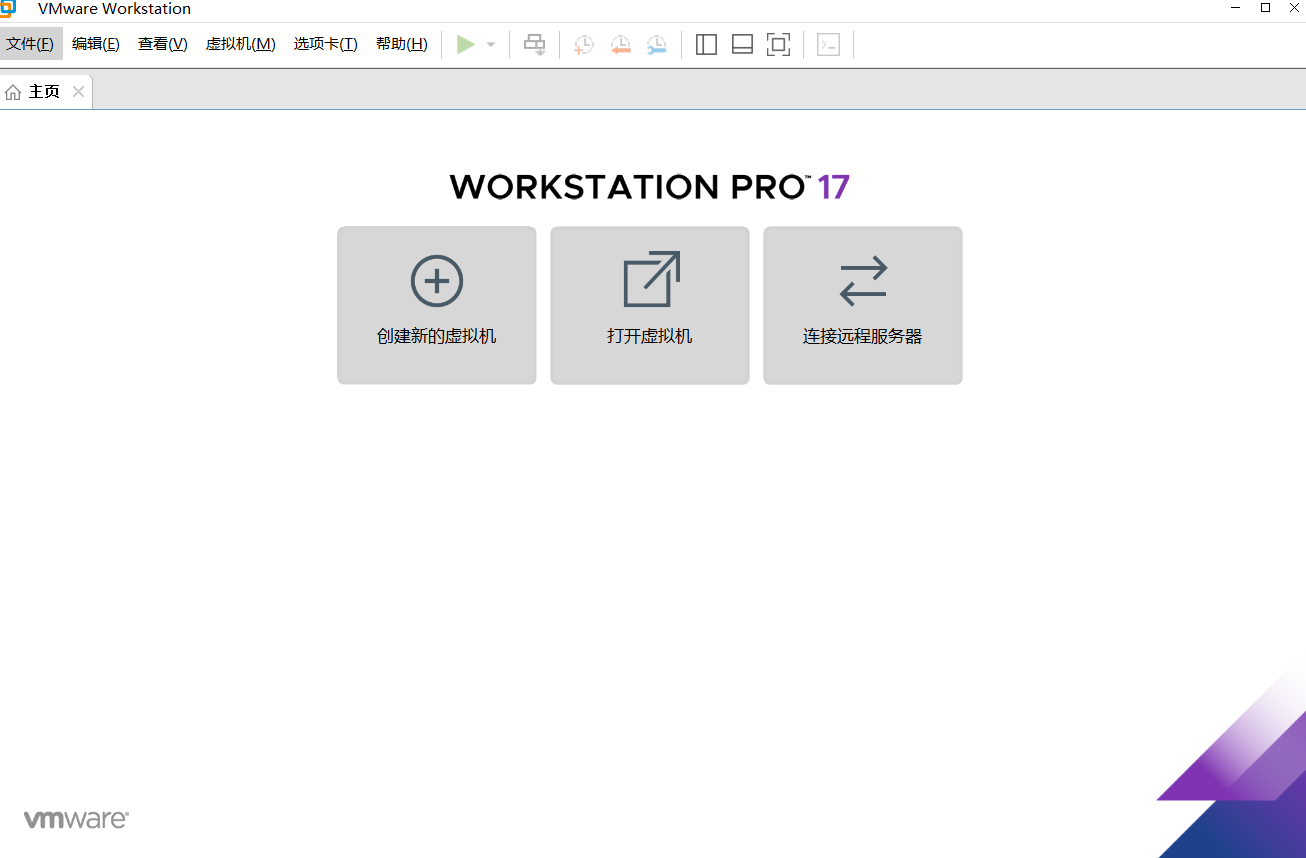 VMware Workstation
文件(F) 编辑(E) 查看(V) 虚拟机(M) 选项卡(T) 帮助(H)
主页
WORKSTATION PRO™ 17
创建新的虚拟机 打开虚拟机 连接远程服务器
vmware®